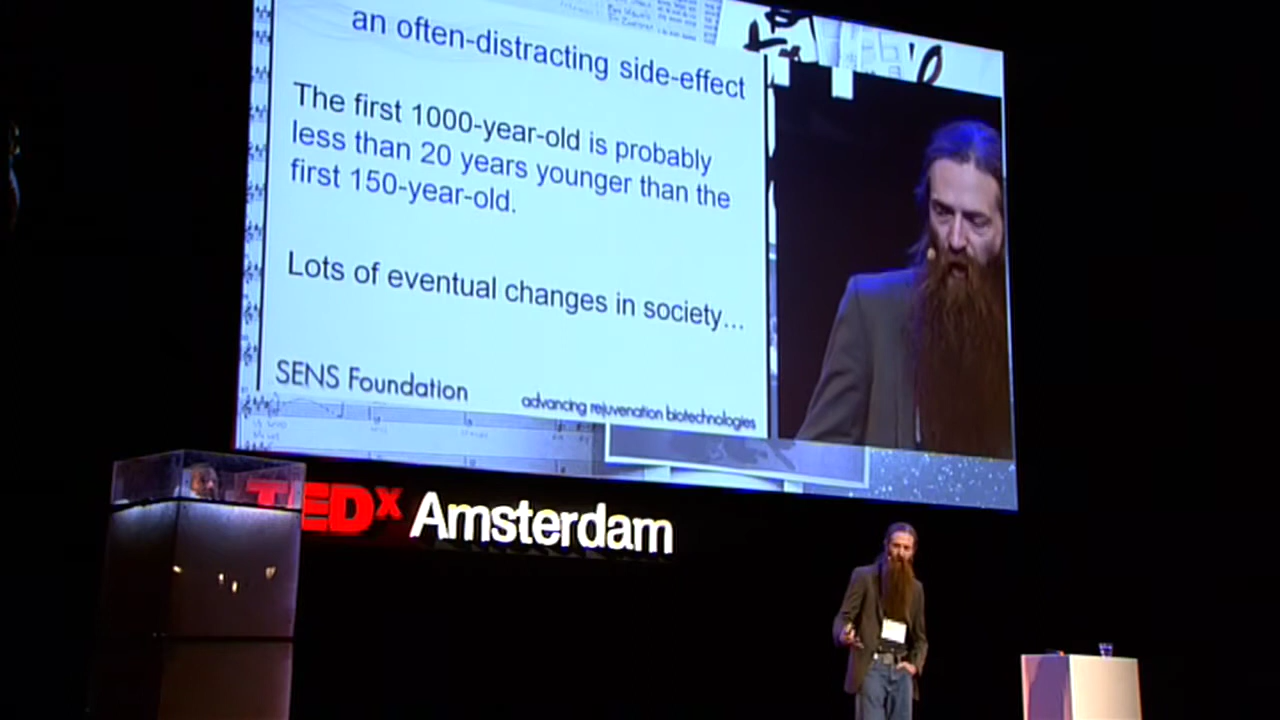 an often-distracting side-effect
The first 1000-year-old is probably
less than 20 years younger than the
first 150-year-old.
Lots of eventual changes in society...
SENS Foundation
advancing rejuvenation biotechnologies
TEDx Amsterdam